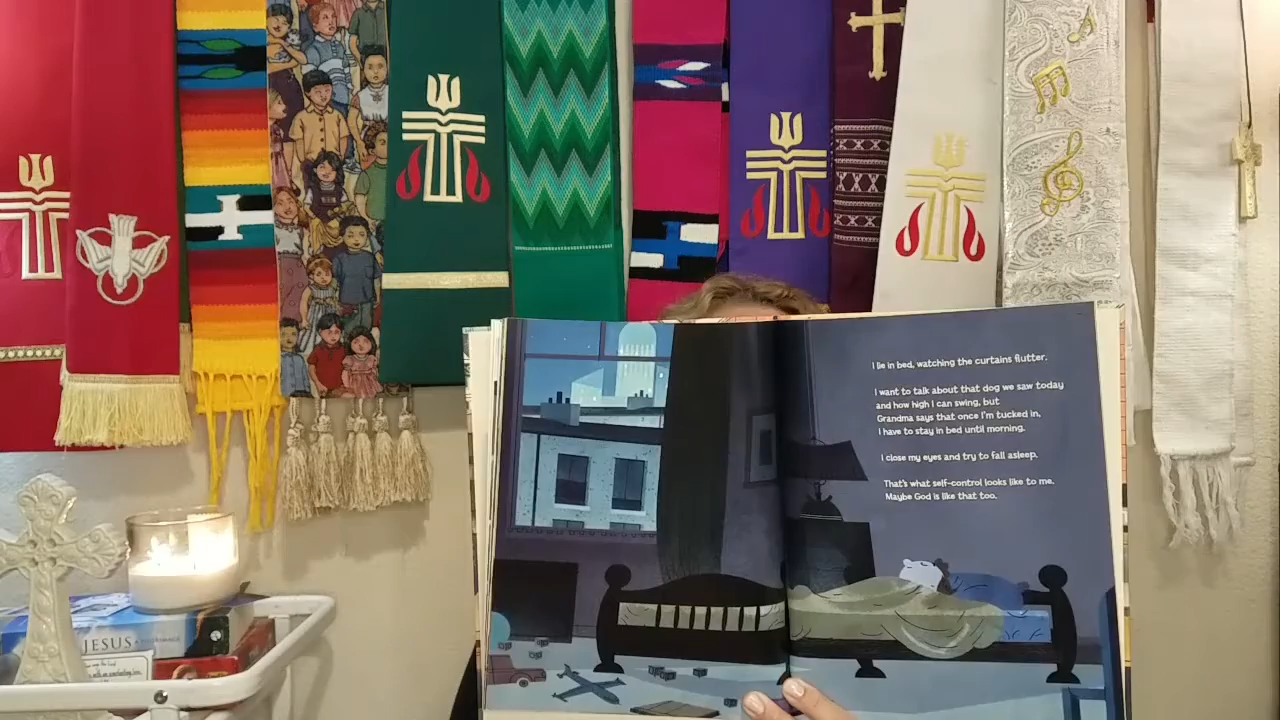 I lie in bed, watching the curtains flutter.
I want to talk about that dog we saw today
and how high I can swing, but
Grandma says that once I'm tucked in,
I have to stay in bed until morning.
I close my eyes and try to fall asleep.
That's what self-control looks like to me.
Maybe God is like that too.
JESUS